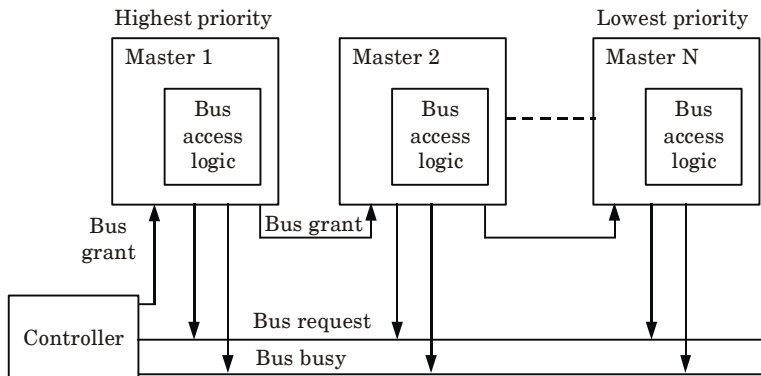 Highest priority
Lowest priority
Master 1
Master 2
Master N
Bus
access
logic
Bus
access
logic
Bus
access
logic
Bus
grant
Bus grant
Controller
Bus request
Bus busy